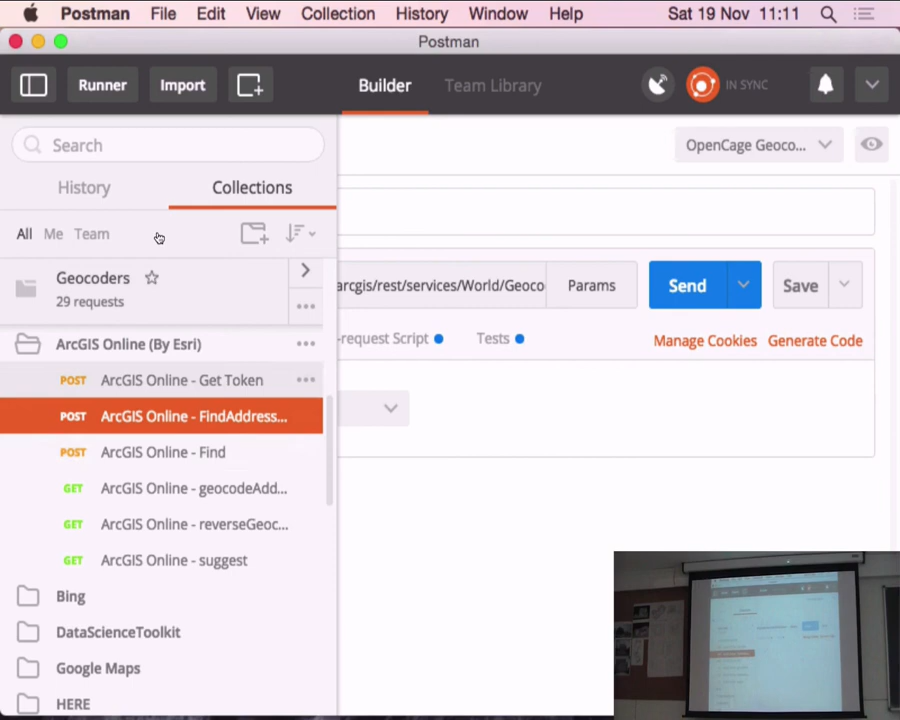 Postman File Edit View Collection History Window Help Sat 19 Nov 11:11
Postman
Runner Import Builder Team Library IN SYNC
Search OpenCage Geoco...
History Collections
All Me Team
Geocoders
29 requests
arcgis/rest/services/World/Geoco Params Send Save
-request Script Tests Manage Cookies Generate Code
ArcGIS Online (By Esri)
POST ArcGIS Online - Get Token
POST ArcGIS Online - FindAddress...
POST ArcGIS Online - Find
GET ArcGIS Online - geocodeAdd...
GET ArcGIS Online - reverseGeoc...
GET ArcGIS Online - suggest
Bing
DataScienceToolkit
Google Maps
HERE